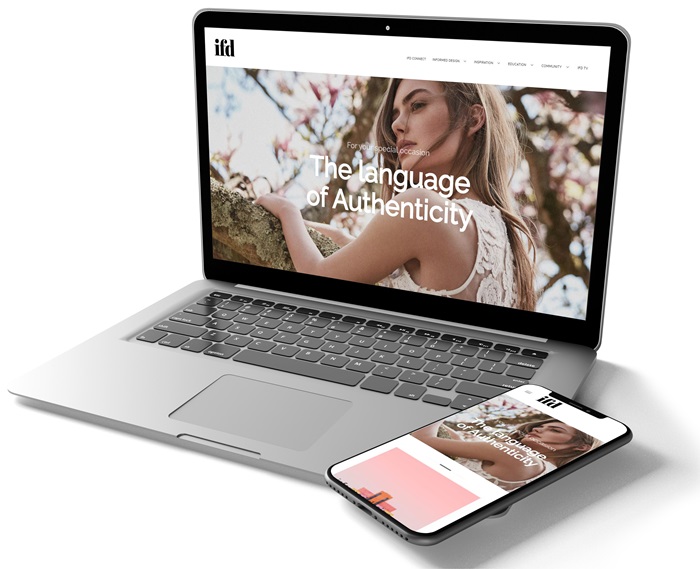 ifd
IFD CONNECT INFORMED DESIGN INSPIRATION EDUCATION COMMUNITY IFD TV
For your special occasion
The language
of Authenticity
ifd
The language
of Authenticity